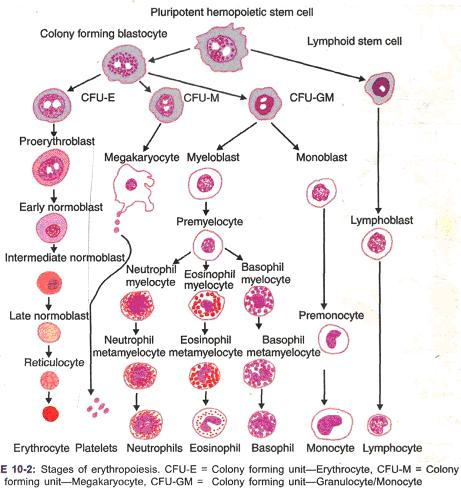 Pluripotent hemopoietic stem cell
Colony forming blastocyte
Lymphoid stem cell
CFU-E
CFU-M
CFU-GM
Proerythroblast
Megakaryocyte
Myeloblast
Monoblast
Early normoblast
Premyelocyte
Lymphoblast
Intermediate normoblast
Neutrophil
myelocyte
Eosinophil
myelocyte
Basophil
myelocyte
Late normoblast
Premonocyte
Neutrophil
metamyelocyte
Eosinophil
metamyelocyte
Basophil
metamyelocyte
Reticulocyte
Erythrocyte Platelets Neutrophils Eosinophil Basophil Monocyte Lymphocyte
E 10-2: Stages of erythropoiesis. CFU-E = Colony forming unit—Erythrocyte, CFU-M = Colony
forming unit—Megakaryocyte, CFU-GM = Colony forming unit—Granulocyte/Monocyte